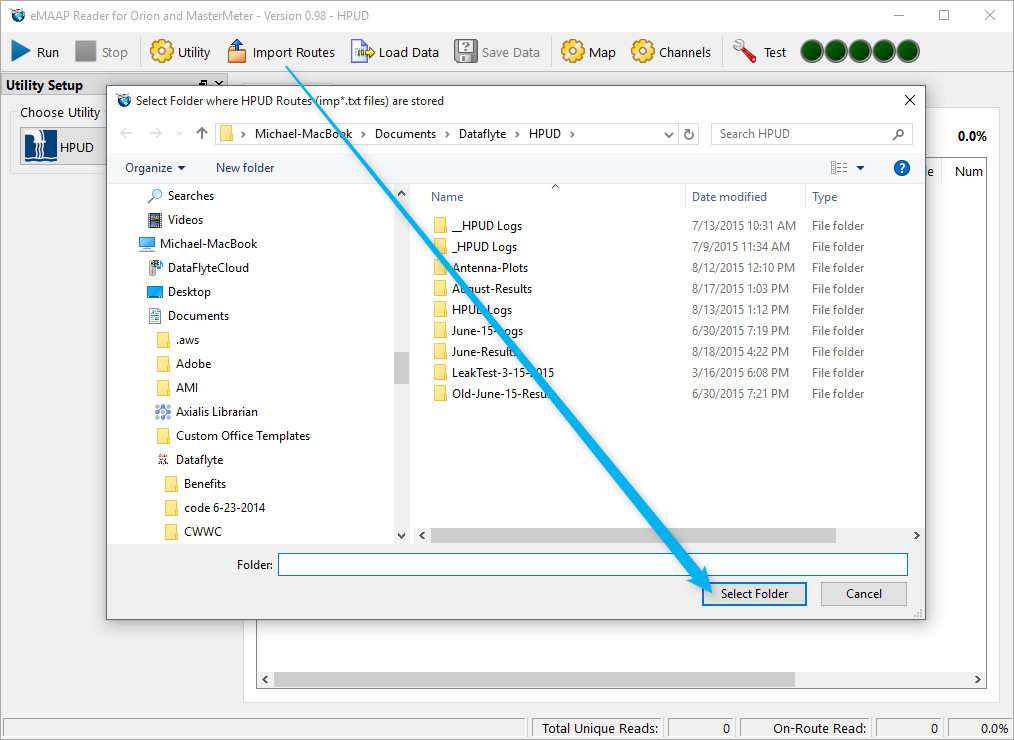 eMAAP Reader for Orion and MasterMeter - Version 0.98 - HPUD
Run Stop Utility Import Routes Load Data Save Data Map Channels Test
Utility Setup
Choose Utility
HPUD
0.0%
le Num
Select Folder where HPUD Routes (imp*.txt files) are stored
Michael-MacBook > Documents > Dataflyte > HPUD >
Search HPUD
Organize New folder
Searches
Videos
Michael-MacBook
DataFlyteCloud
Desktop
Documents
.aws
Adobe
AMI
Axialis Librarian
Custom Office Templates
Dataflyte
Benefits
code 6-23-2014
CWWC
Name Date modified Type
__HPUD Logs 7/13/2015 10:31 AM File folder
_HPUD Logs 7/9/2015 11:34 AM File folder
Antenna-Plots 8/12/2015 12:10 PM File folder
August-Results 8/17/2015 1:03 PM File folder
HPUD Logs 8/13/2015 1:12 PM File folder
June-15-Logs 6/30/2015 7:19 PM File folder
June-Results 8/18/2015 4:22 PM File folder
LeakTest-3-15-2015 3/16/2015 6:08 PM File folder
Old-June-15-Results 6/30/2015 7:21 PM File folder
Folder:
Select Folder Cancel
Total Unique Reads: 0 On-Route Read: 0 0.0%